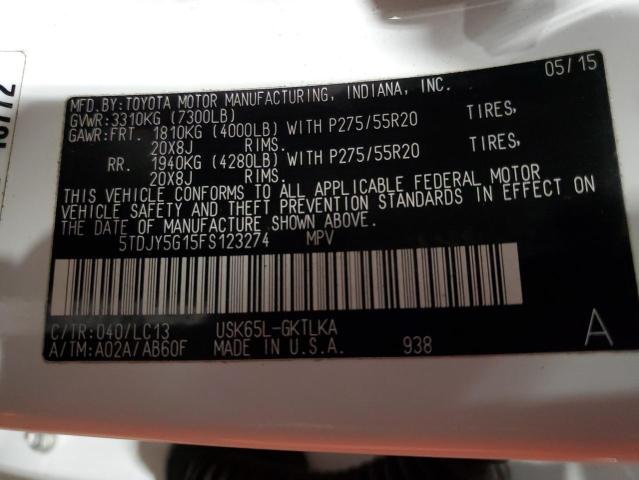 MFD.BY:TOYOTA MOTOR MANUFACTURING, INDIANA, INC. 05/15
GVWR:3310KG (7300LB)
GAWR:FRT. 1810KG (4000LB) WITH P275/55R20 TIRES,
20X8J RIMS.
RR. 1940KG (4280LB) WITH P275/55R20 TIRES,
20X8J RIMS.
THIS VEHICLE CONFORMS TO ALL APPLICABLE FEDERAL MOTOR
VEHICLE SAFETY AND THEFT PREVENTION STANDARDS IN EFFECT ON
THE DATE OF MANUFACTURE SHOWN ABOVE.
5TDJY5G15FS123274 MPV
C/TR:040/LC13 USK65L-GKTLKA
A/TM:A02A/AB60F MADE IN U.S.A. 938 A